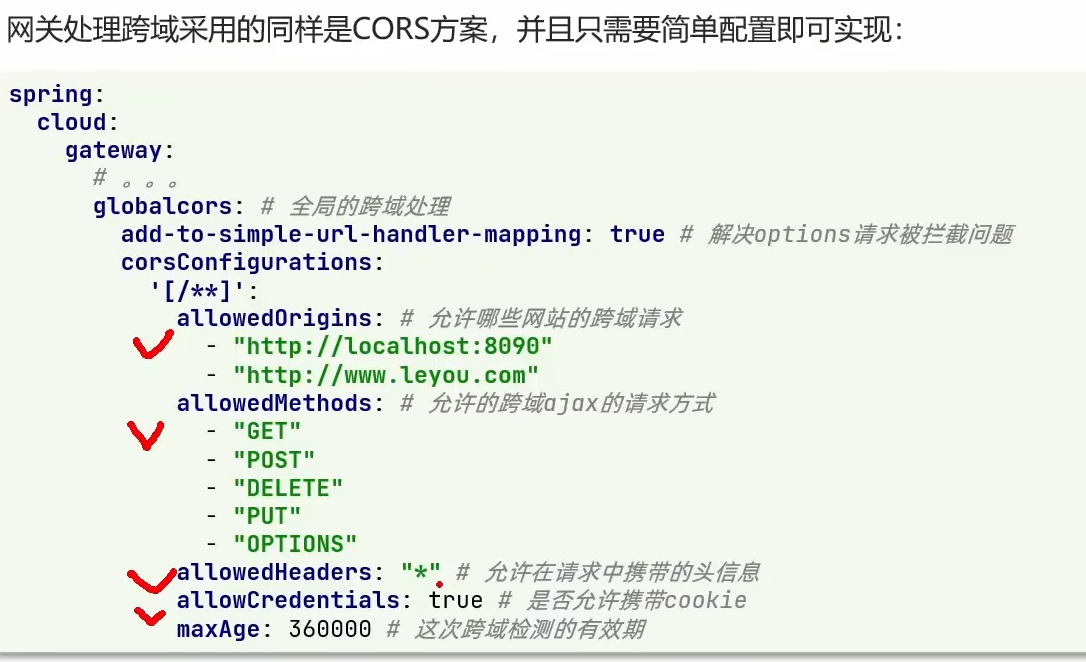 网关处理跨域采用的同样是CORS方案，并且只需要简单配置即可实现：
spring:
  cloud:
    gateway:
      # 。。。
      globalcors: # 全局的跨域处理
        add-to-simple-url-handler-mapping: true # 解决options请求被拦截问题
        corsConfigurations:
          '[/**]':
            allowedOrigins: # 允许哪些网站的跨域请求
              - "http://localhost:8090"
              - "http://www.leyou.com"
            allowedMethods: # 允许的跨域ajax的请求方式
              - "GET"
              - "POST"
              - "DELETE"
              - "PUT"
              - "OPTIONS"
            allowedHeaders: "*" # 允许在请求中携带的头信息
            allowCredentials: true # 是否允许携带cookie
            maxAge: 360000 # 这次跨域检测的有效期